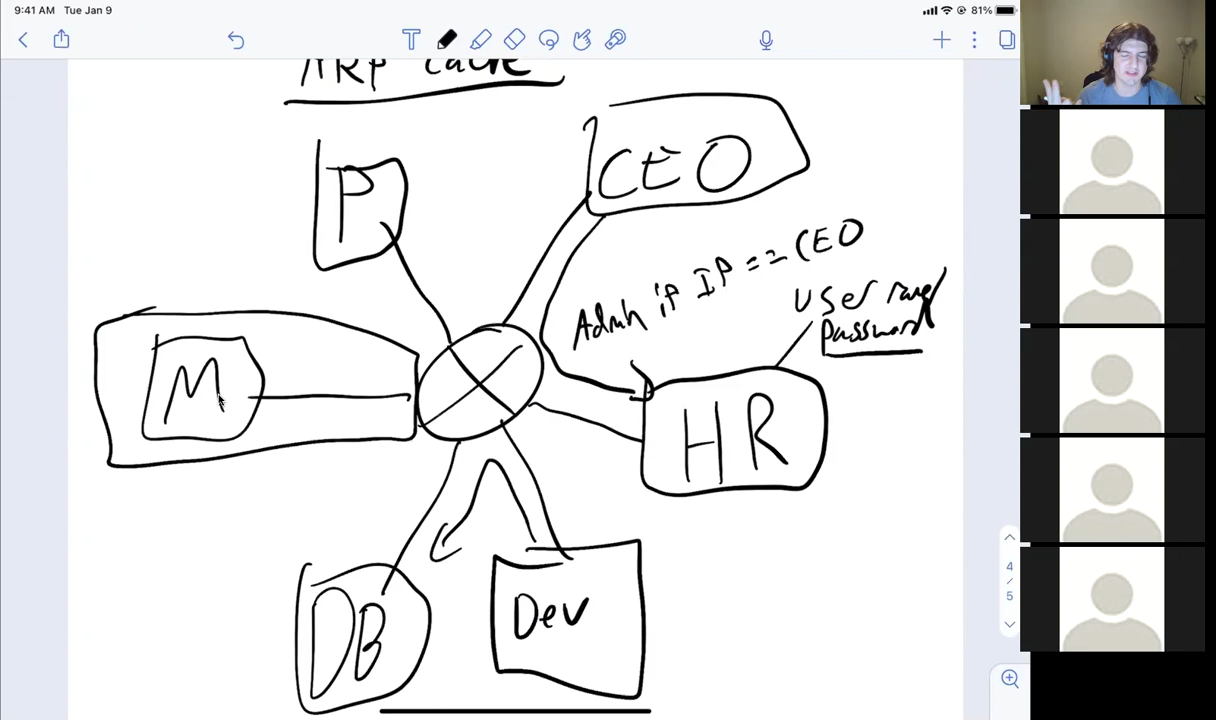 9:41 AM Tue Jan 9
81%
ARP Cache
P
CEO
Admin if IP == CEO
User name/
Password
M
HR
DB
Dev
4
/
5